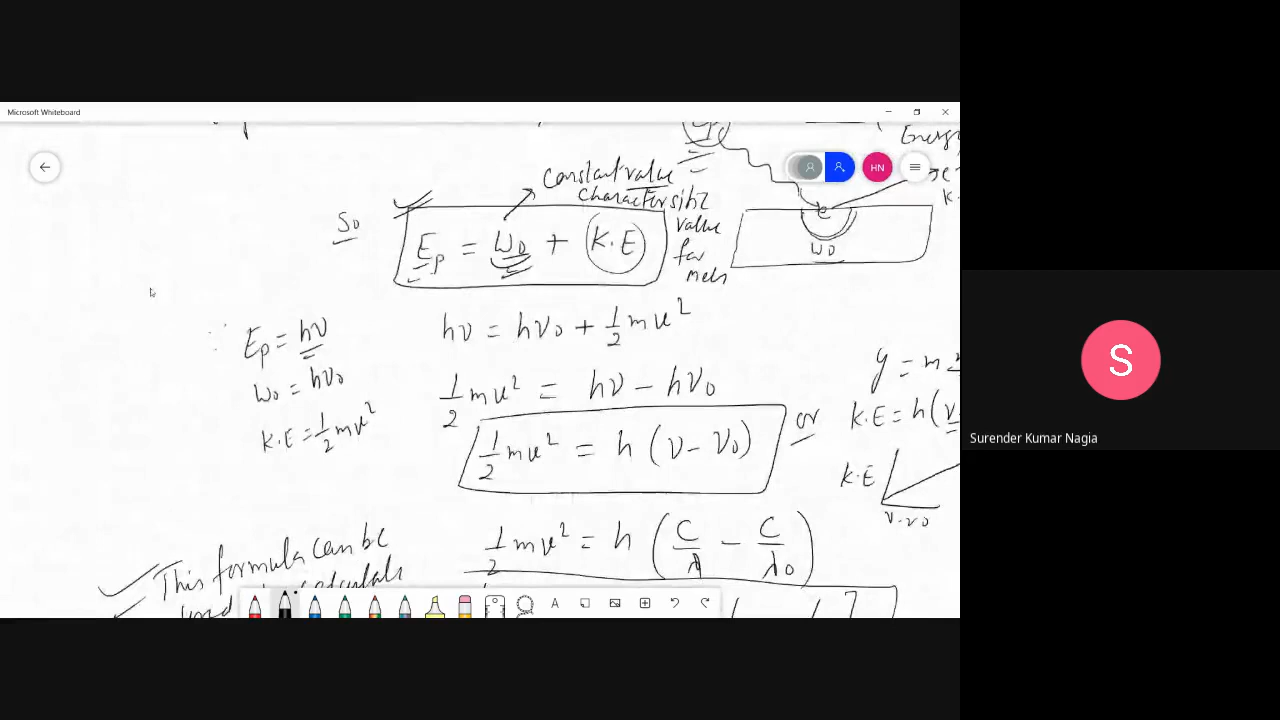 Microsoft Whiteboard
Energy
HN
constant value
characteristic
value
for
So
Ep = W0 + K.E
W0
e-
K.
∵ Ep = hν
W0 = hν0
K.E = 1/2 mu²
hν = hν0 + 1/2 mu²
1/2 mu² = hν - hν0
1/2 mu² = h (ν - ν0)
or
y = m
K.E = h(ν
K.E
ν-ν0
1/2 mu² = h (C/λ - C/λ0)
This formula can be
calculate
S
Surender Kumar Nagia